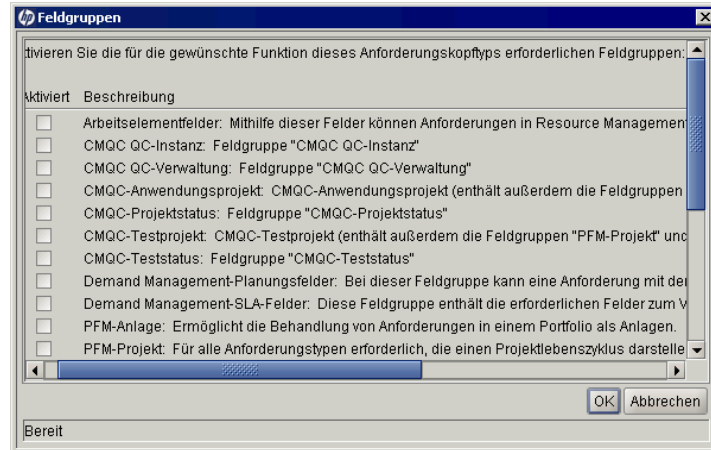 hp Feldgruppen
tivieren Sie die für die gewünschte Funktion dieses Anforderungskopftyps erforderlichen Feldgruppen:
Aktiviert Beschreibung
Arbeitselementfelder: Mithilfe dieser Felder können Anforderungen in Resource Managemen
CMQC QC-Instanz: Feldgruppe "CMQC QC-Instanz"
CMQC QC-Verwaltung: Feldgruppe "CMQC QC-Verwaltung"
CMQC-Anwendungsprojekt: CMQC-Anwendungsprojekt (enthält außerdem die Feldgruppen
CMQC-Projektstatus: Feldgruppe "CMQC-Projektstatus"
CMQC-Testprojekt: CMQC-Testprojekt (enthält außerdem die Feldgruppen "PFM-Projekt" und
CMQC-Teststatus: Feldgruppe "CMQC-Teststatus"
Demand Management-Planungsfelder: Bei dieser Feldgruppe kann eine Anforderung mit der
Demand Management-SLA-Felder: Diese Feldgruppe enthält die erforderlichen Felder zum V
PFM-Anlage: Ermöglicht die Behandlung von Anforderungen in einem Portfolio als Anlagen.
PFM-Projekt: Für alle Anforderungstypen erforderlich, die einen Projektlebenszyklus darstelle
OK Abbrechen
Bereit